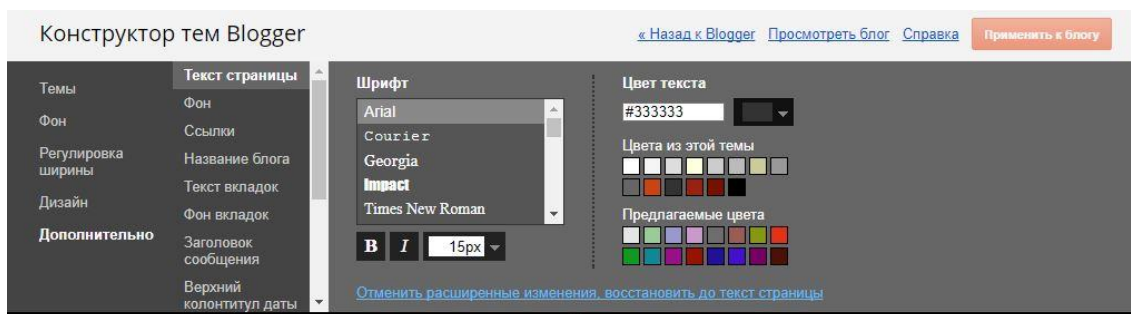 Конструктор тем Blogger
« Назад к Blogger Просмотреть блог Справка Применить к блогу
Темы
Фон
Регулировка
ширины
Дизайн
Дополнительно
Текст страницы
Фон
Ссылки
Название блога
Текст вкладок
Фон вкладок
Заголовок
сообщения
Верхний
колонтитул даты
Шрифт
Arial
Courier
Georgia
Impact
Times New Roman
B I 15px
Цвет текста
#333333
Цвета из этой темы
Предлагаемые цвета
Отменить расширенные изменения, восстановить до текст страницы